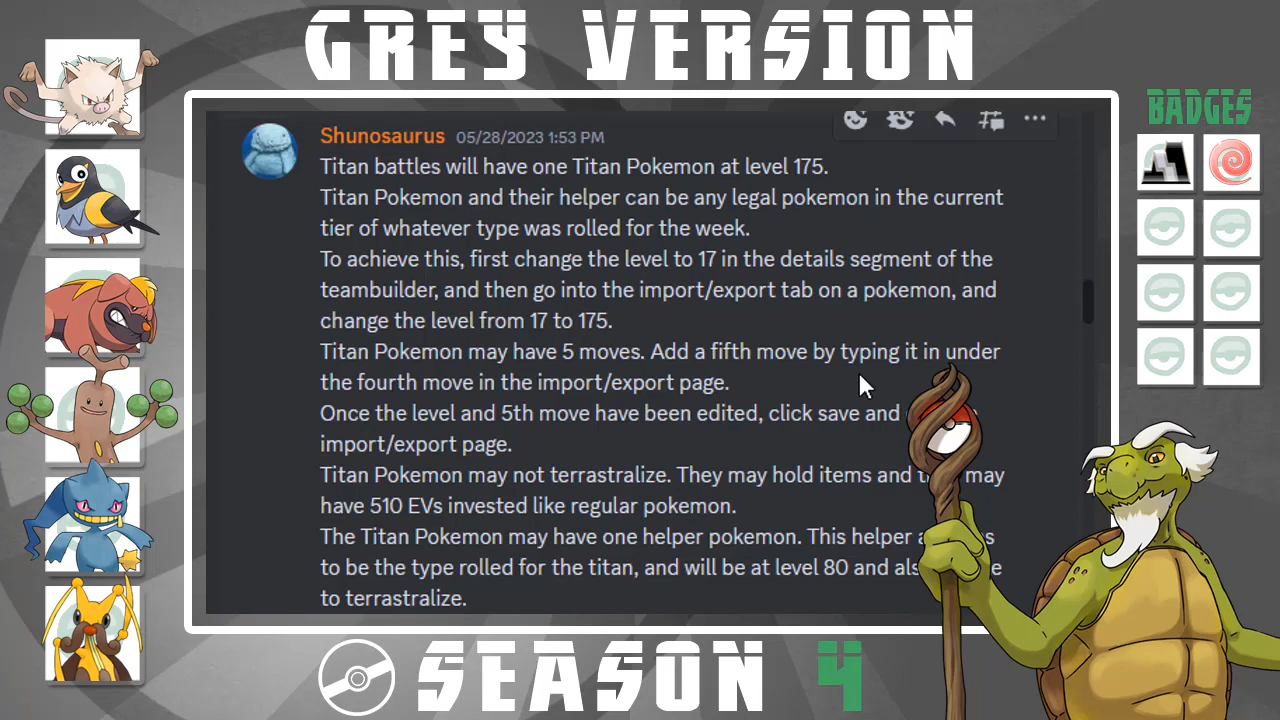 GREY VERSION
BADGES
Shunosaurus 05/28/2023 1:53 PM
Titan battles will have one Titan Pokemon at level 175.
Titan Pokemon and their helper can be any legal pokemon in the current
tier of whatever type was rolled for the week.
To achieve this, first change the level to 17 in the details segment of the
teambuilder, and then go into the import/export tab on a pokemon, and
change the level from 17 to 175.
Titan Pokemon may have 5 moves. Add a fifth move by typing it in under
the fourth move in the import/export page.
Once the level and 5th move have been edited, click save and
import/export page.
Titan Pokemon may not terrastralize. They may hold items and may
have 510 EVs invested like regular pokemon.
The Titan Pokemon may have one helper pokemon. This helper
to be the type rolled for the titan, and will be at level 80 and
to terrastralize.
SEASON 4